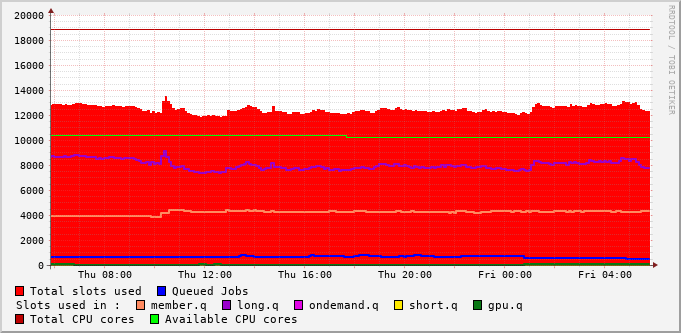 20000
18000
16000
14000
12000
10000
8000
6000
4000
2000
0
Thu 08:00 Thu 12:00 Thu 16:00 Thu 20:00 Fri 00:00 Fri 04:00
RRDTOOL / TOBI OETIKER
Total slots used Queued Jobs
Slots used in : member.q long.q ondemand.q short.q gpu.q
Total CPU cores Available CPU cores